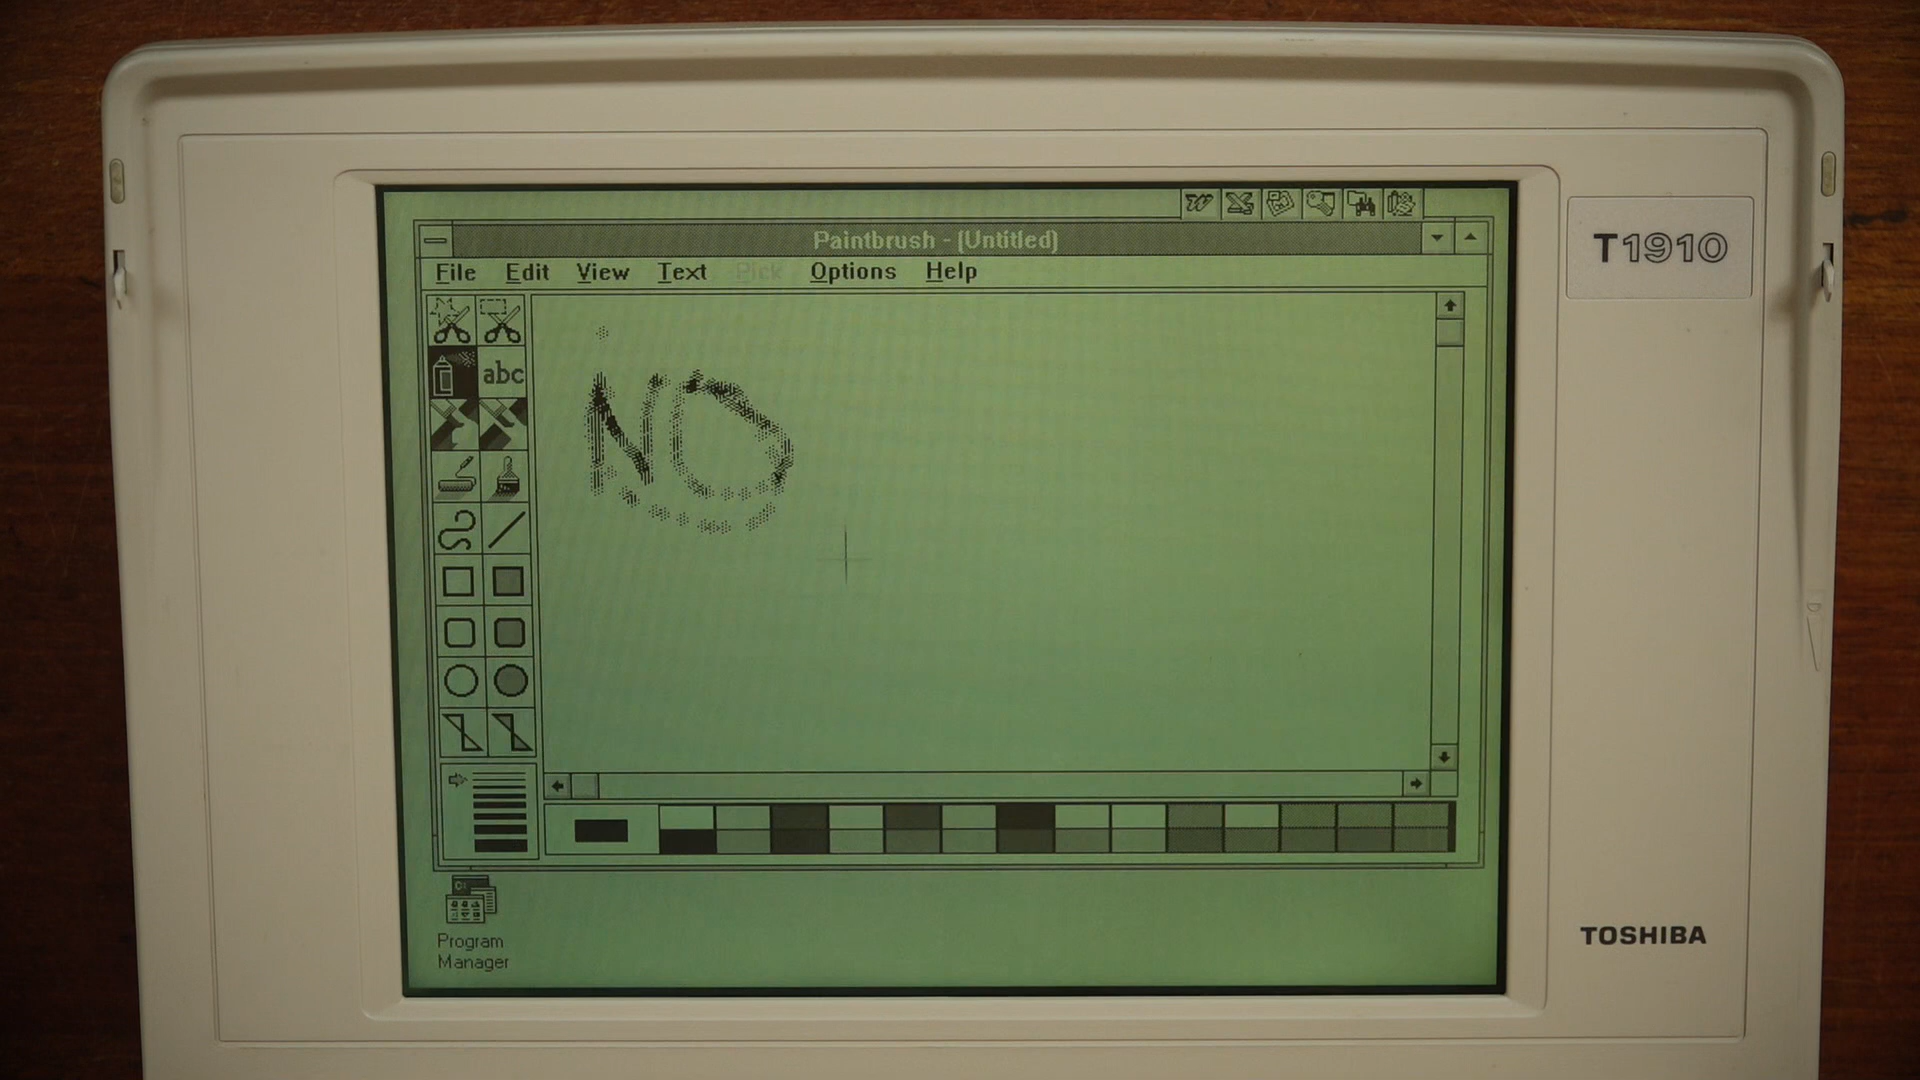 Paintbrush - (Untitled)
File Edit View Text Pick Options Help
abc
NO
Program
Manager
T1910
TOSHIBA